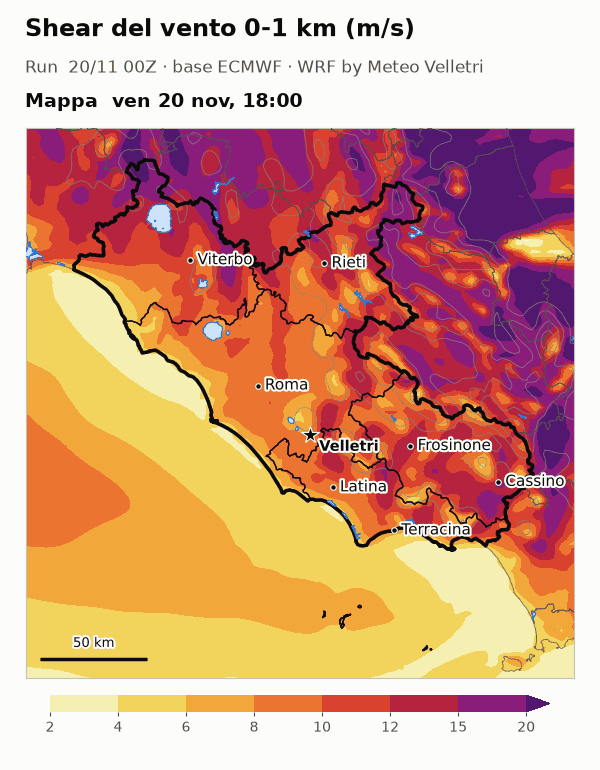 Shear del vento 0-1 km (m/s)
Run  20/11 00Z · base ECMWF · WRF by Meteo Velletri
Mappa  ven 20 nov, 18:00
Viterbo
Rieti
Roma
Velletri
Frosinone
Latina
Cassino
Terracina
50 km
2 4 6 8 10 12 15 20